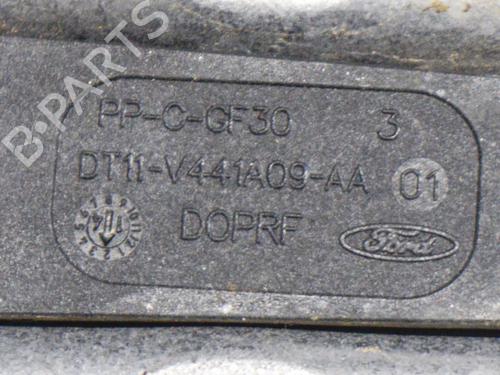 B-Parts
PP-C-GF30 3
DT11-V441A09-AA 01
DOPRF
Ford